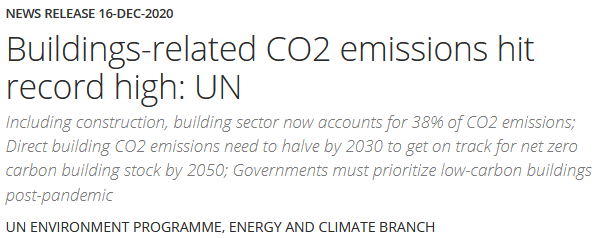 NEWS RELEASE 16-DEC-2020
Buildings-related CO2 emissions hit
record high: UN
Including construction, building sector now accounts for 38% of CO2 emissions;
Direct building CO2 emissions need to halve by 2030 to get on track for net zero
carbon building stock by 2050; Governments must prioritize low-carbon buildings
post-pandemic
UN ENVIRONMENT PROGRAMME, ENERGY AND CLIMATE BRANCH